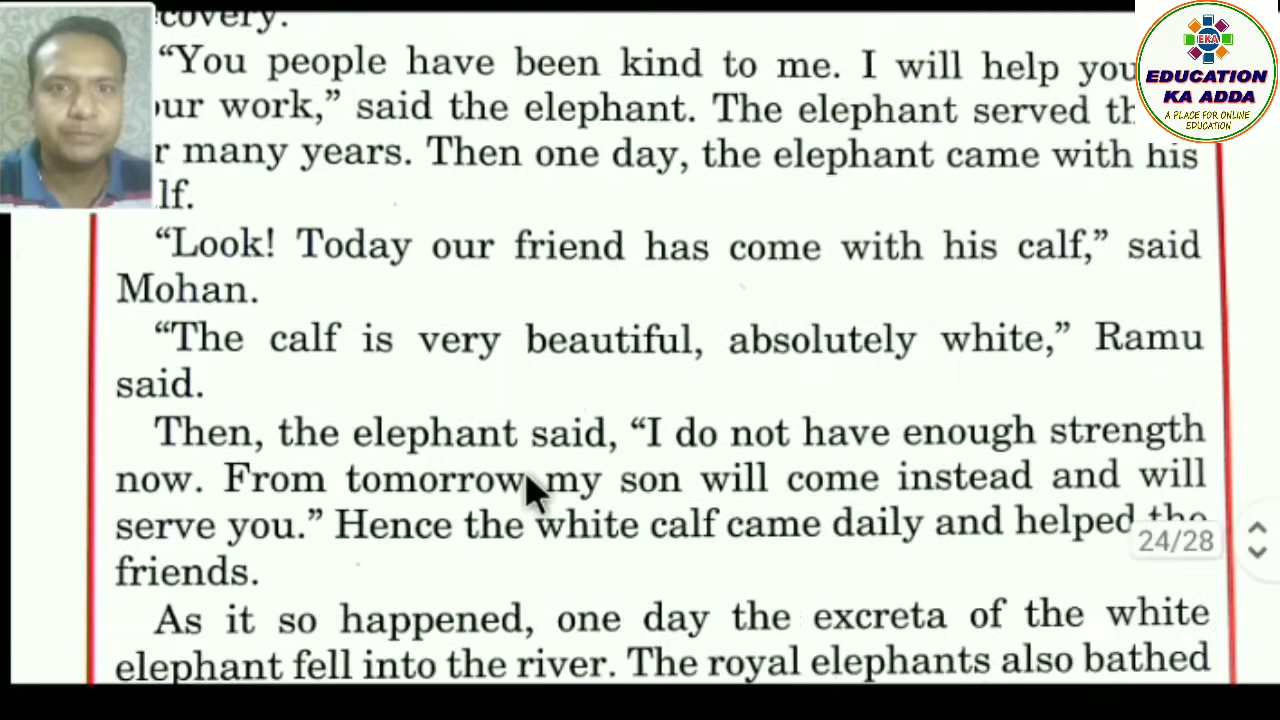 covery.
“You people have been kind to me. I will help you
our work,” said the elephant. The elephant served th
r many years. Then one day, the elephant came with his
lf.
“Look! Today our friend has come with his calf,” said
Mohan.
“The calf is very beautiful, absolutely white,” Ramu
said.
Then, the elephant said, “I do not have enough strength
now. From tomorrow my son will come instead and will
serve you.” Hence the white calf came daily and helped the
friends.
As it so happened, one day the excreta of the white
elephant fell into the river. The royal elephants also bathed
EKA
EDUCATION
KA ADDA
A PLACE FOR ONLINE
EDUCATION
24/28